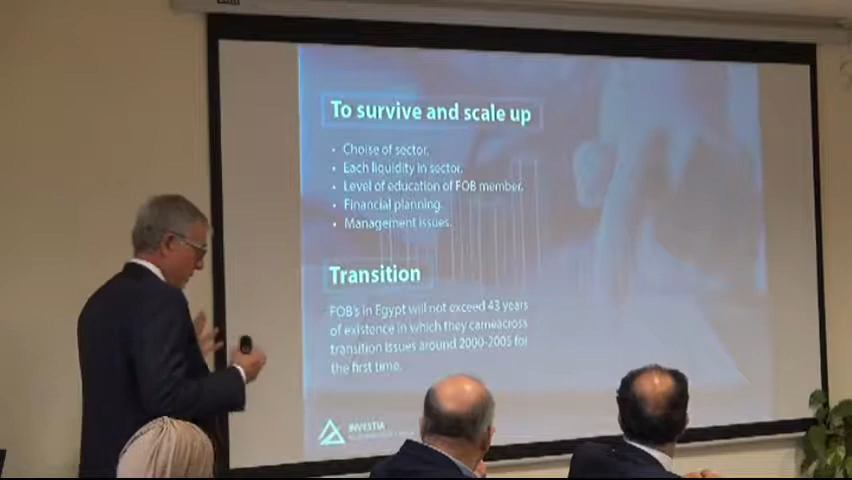 To survive and scale up
• Choise of sector.
• Each liquidity in sector.
• Level of education of FOB member.
• Financial planning.
• Management issues.
Transition
FOB's in Egypt will not exceed 43 years
of existence in which they cameacross
transition issues around 2000-2005 for
the first time.
INVESTIA